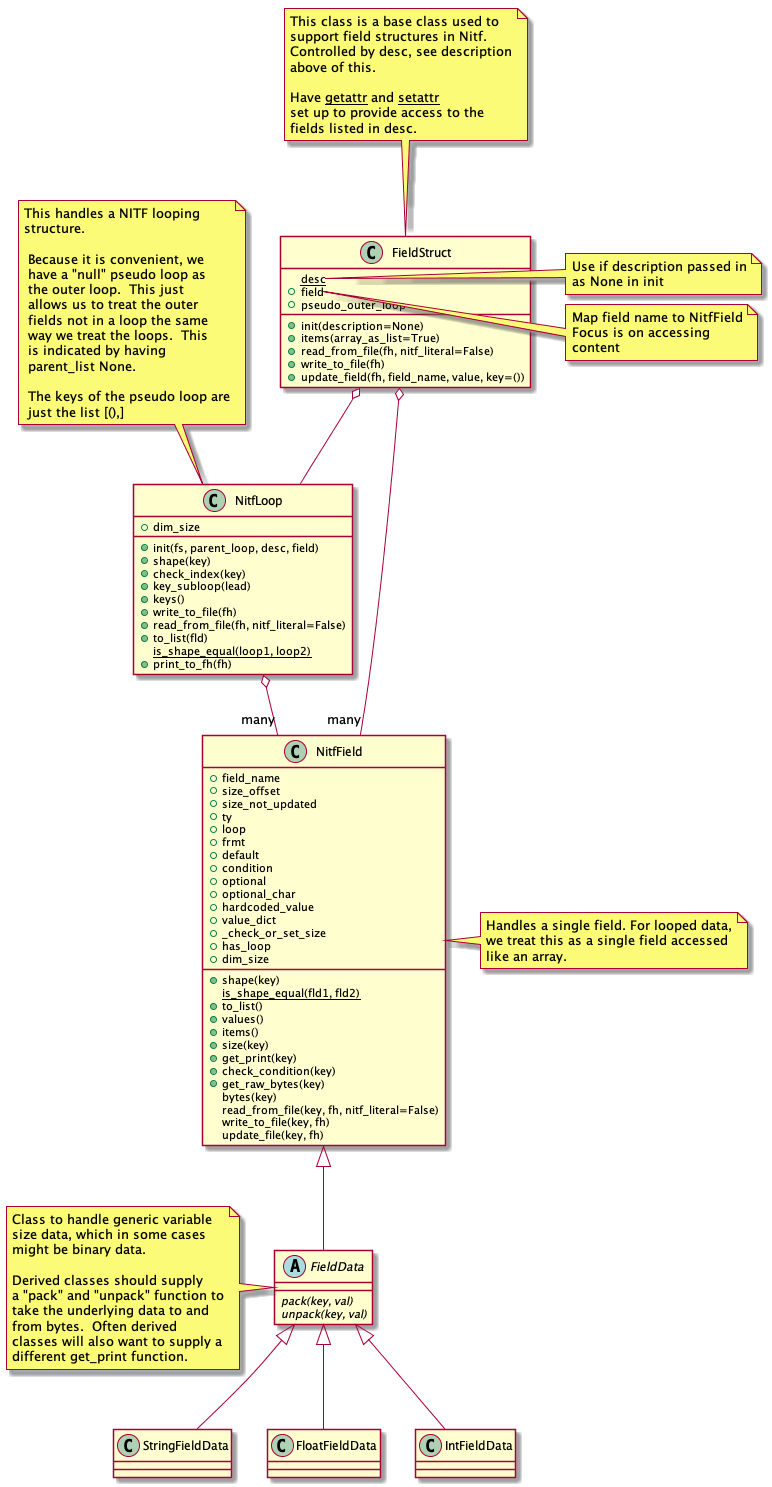 This class is a base class used to
support field structures in Nitf.
Controlled by desc, see description
above of this.
Have getattr and setattr
set up to provide access to the
fields listed in desc.
This handles a NITF looping
structure.
Because it is convenient, we
have a "null" pseudo loop as
the outer loop.  This just
allows us to treat the outer
fields not in a loop the same
way we treat the loops.  This
is indicated by having
parent_list None.
The keys of the pseudo loop are
just the list [(),]
C FieldStruct
desc
field
pseudo_outer_loop
init(description=None)
items(array_as_list=True)
read_from_file(fh, nitf_literal=False)
write_to_file(fh)
update_field(fh, field_name, value, key=())
Use if description passed in
as None in init
Map field name to NitfField
Focus is on accessing
content
C NitfLoop
dim_size
init(fs, parent_loop, desc, field)
shape(key)
check_index(key)
key_subloop(lead)
keys()
write_to_file(fh)
read_from_file(fh, nitf_literal=False)
to_list(fld)
is_shape_equal(loop1, loop2)
print_to_fh(fh)
many
many
C NitfField
field_name
size_offset
size_not_updated
ty
loop
frmt
default
condition
optional
optional_char
hardcoded_value
value_dict
_check_or_set_size
has_loop
dim_size
shape(key)
is_shape_equal(fld1, fld2)
to_list()
values()
items()
size(key)
get_print(key)
check_condition(key)
get_raw_bytes(key)
bytes(key)
read_from_file(key, fh, nitf_literal=False)
write_to_file(key, fh)
update_file(key, fh)
Handles a single field. For looped data,
we treat this as a single field accessed
like an array.
Class to handle generic variable
size data, which in some cases
might be binary data.
Derived classes should supply
a "pack" and "unpack" function to
take the underlying data to and
from bytes.  Often derived
classes will also want to supply a
different get_print function.
A FieldData
pack(key, val)
unpack(key, val)
C StringFieldData
C FloatFieldData
C IntFieldData